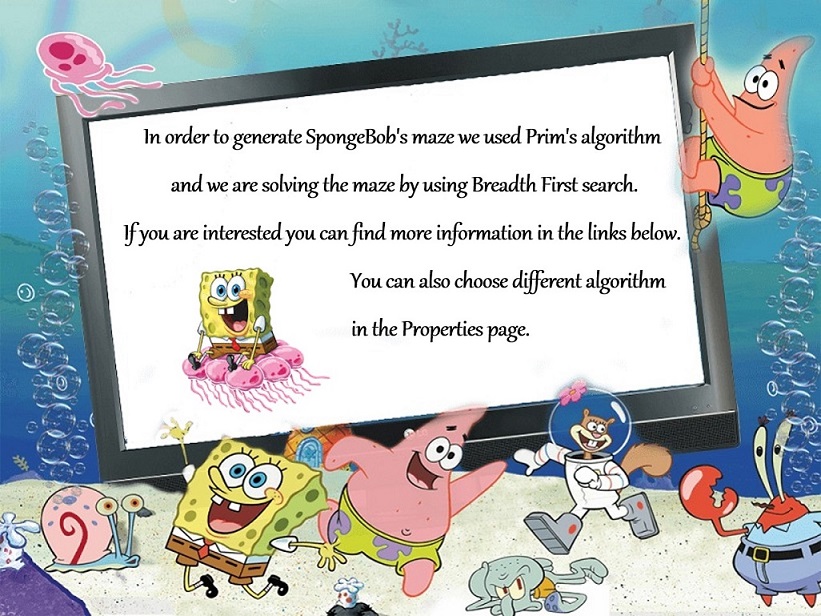 In order to generate SpongeBob's maze we used Prim's algorithm
and we are solving the maze by using Breadth First search.
If you are interested you can find more information in the links below.
You can also choose different algorithm
in the Properties page.